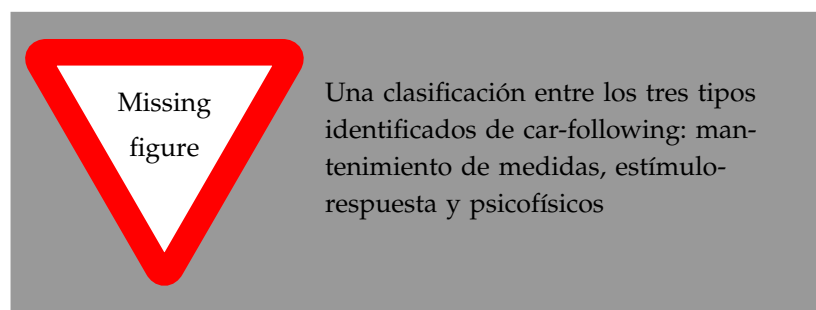 Missing
figure
Una clasificación entre los tres tipos
identificados de car-following: man-
tenimiento de medidas, estímulo-
respuesta y psicofísicos